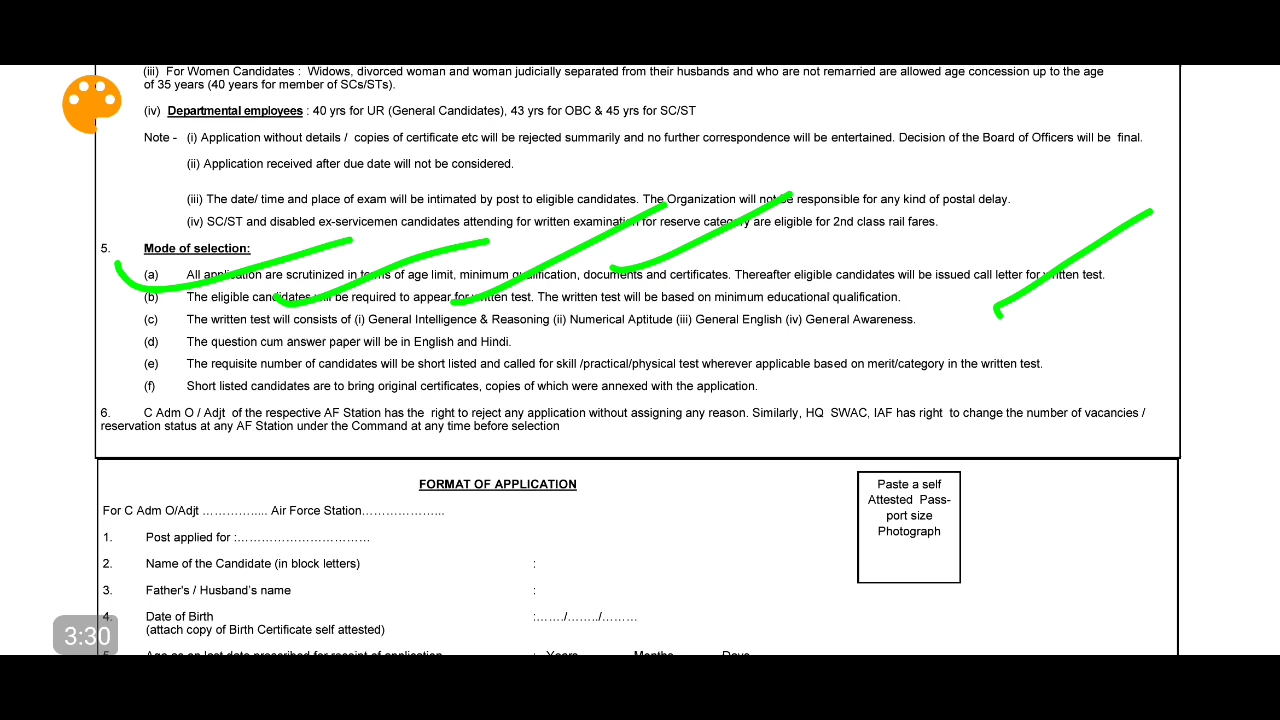 (iii) For Women Candidates : Widows, divorced woman and woman judicially separated from their husbands and who are not remarried are allowed age concession up to the age
of 35 years (40 years for member of SCs/STs).
(iv) Departmental employees : 40 yrs for UR (General Candidates), 43 yrs for OBC & 45 yrs for SC/ST
Note - (i) Application without details / copies of certificate etc will be rejected summarily and no further correspondence will be entertained. Decision of the Board of Officers will be final.
(ii) Application received after due date will not be considered.
(iii) The date/ time and place of exam will be intimated by post to eligible candidates. The Organization will not be responsible for any kind of postal delay.
(iv) SC/ST and disabled ex-servicemen candidates attending for written examination for reserve category are eligible for 2nd class rail fares.
5. Mode of selection:
(a) All application are scrutinized in terms of age limit, minimum qualification, documents and certificates. Thereafter eligible candidates will be issued call letter for written test.
(b) The eligible candidates will be required to appear for written test. The written test will be based on minimum educational qualification.
(c) The written test will consists of (i) General Intelligence & Reasoning (ii) Numerical Aptitude (iii) General English (iv) General Awareness.
(d) The question cum answer paper will be in English and Hindi.
(e) The requisite number of candidates will be short listed and called for skill /practical/physical test wherever applicable based on merit/category in the written test.
(f) Short listed candidates are to bring original certificates, copies of which were annexed with the application.
6. C Adm O / Adjt of the respective AF Station has the right to reject any application without assigning any reason. Similarly, HQ SWAC, IAF has right to change the number of vacancies /
reservation status at any AF Station under the Command at any time before selection
FORMAT OF APPLICATION
Paste a self
Attested Pass-
port size
Photograph
For C Adm O/Adjt ………….... Air Force Station………………...
1. Post applied for :……………………………
2. Name of the Candidate (in block letters) :
3. Father's / Husband's name :
4. Date of Birth :……./……../………
(attach copy of Birth Certificate self attested)
5. Age as on last date prescribed for receipt of application : Years Months Days
3:30